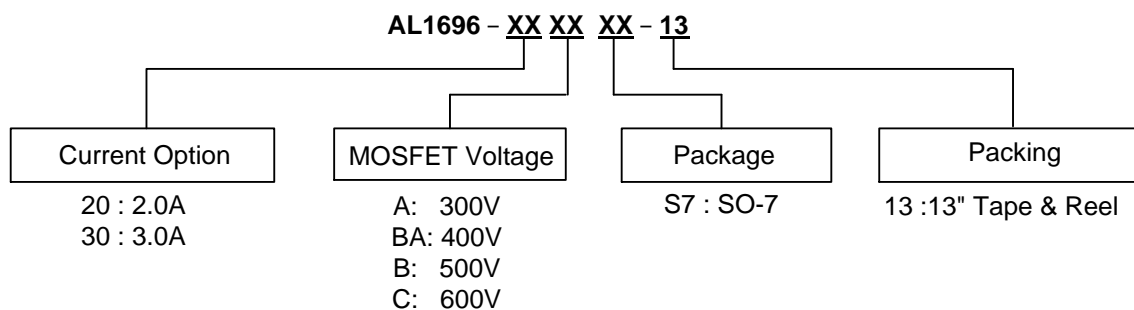 AL1696 – XX XX XX – 13
Current Option
20 : 2.0A
30 : 3.0A
MOSFET Voltage
A: 300V
BA: 400V
B: 500V
C: 600V
Package
S7 : SO-7
Packing
13 :13" Tape & Reel